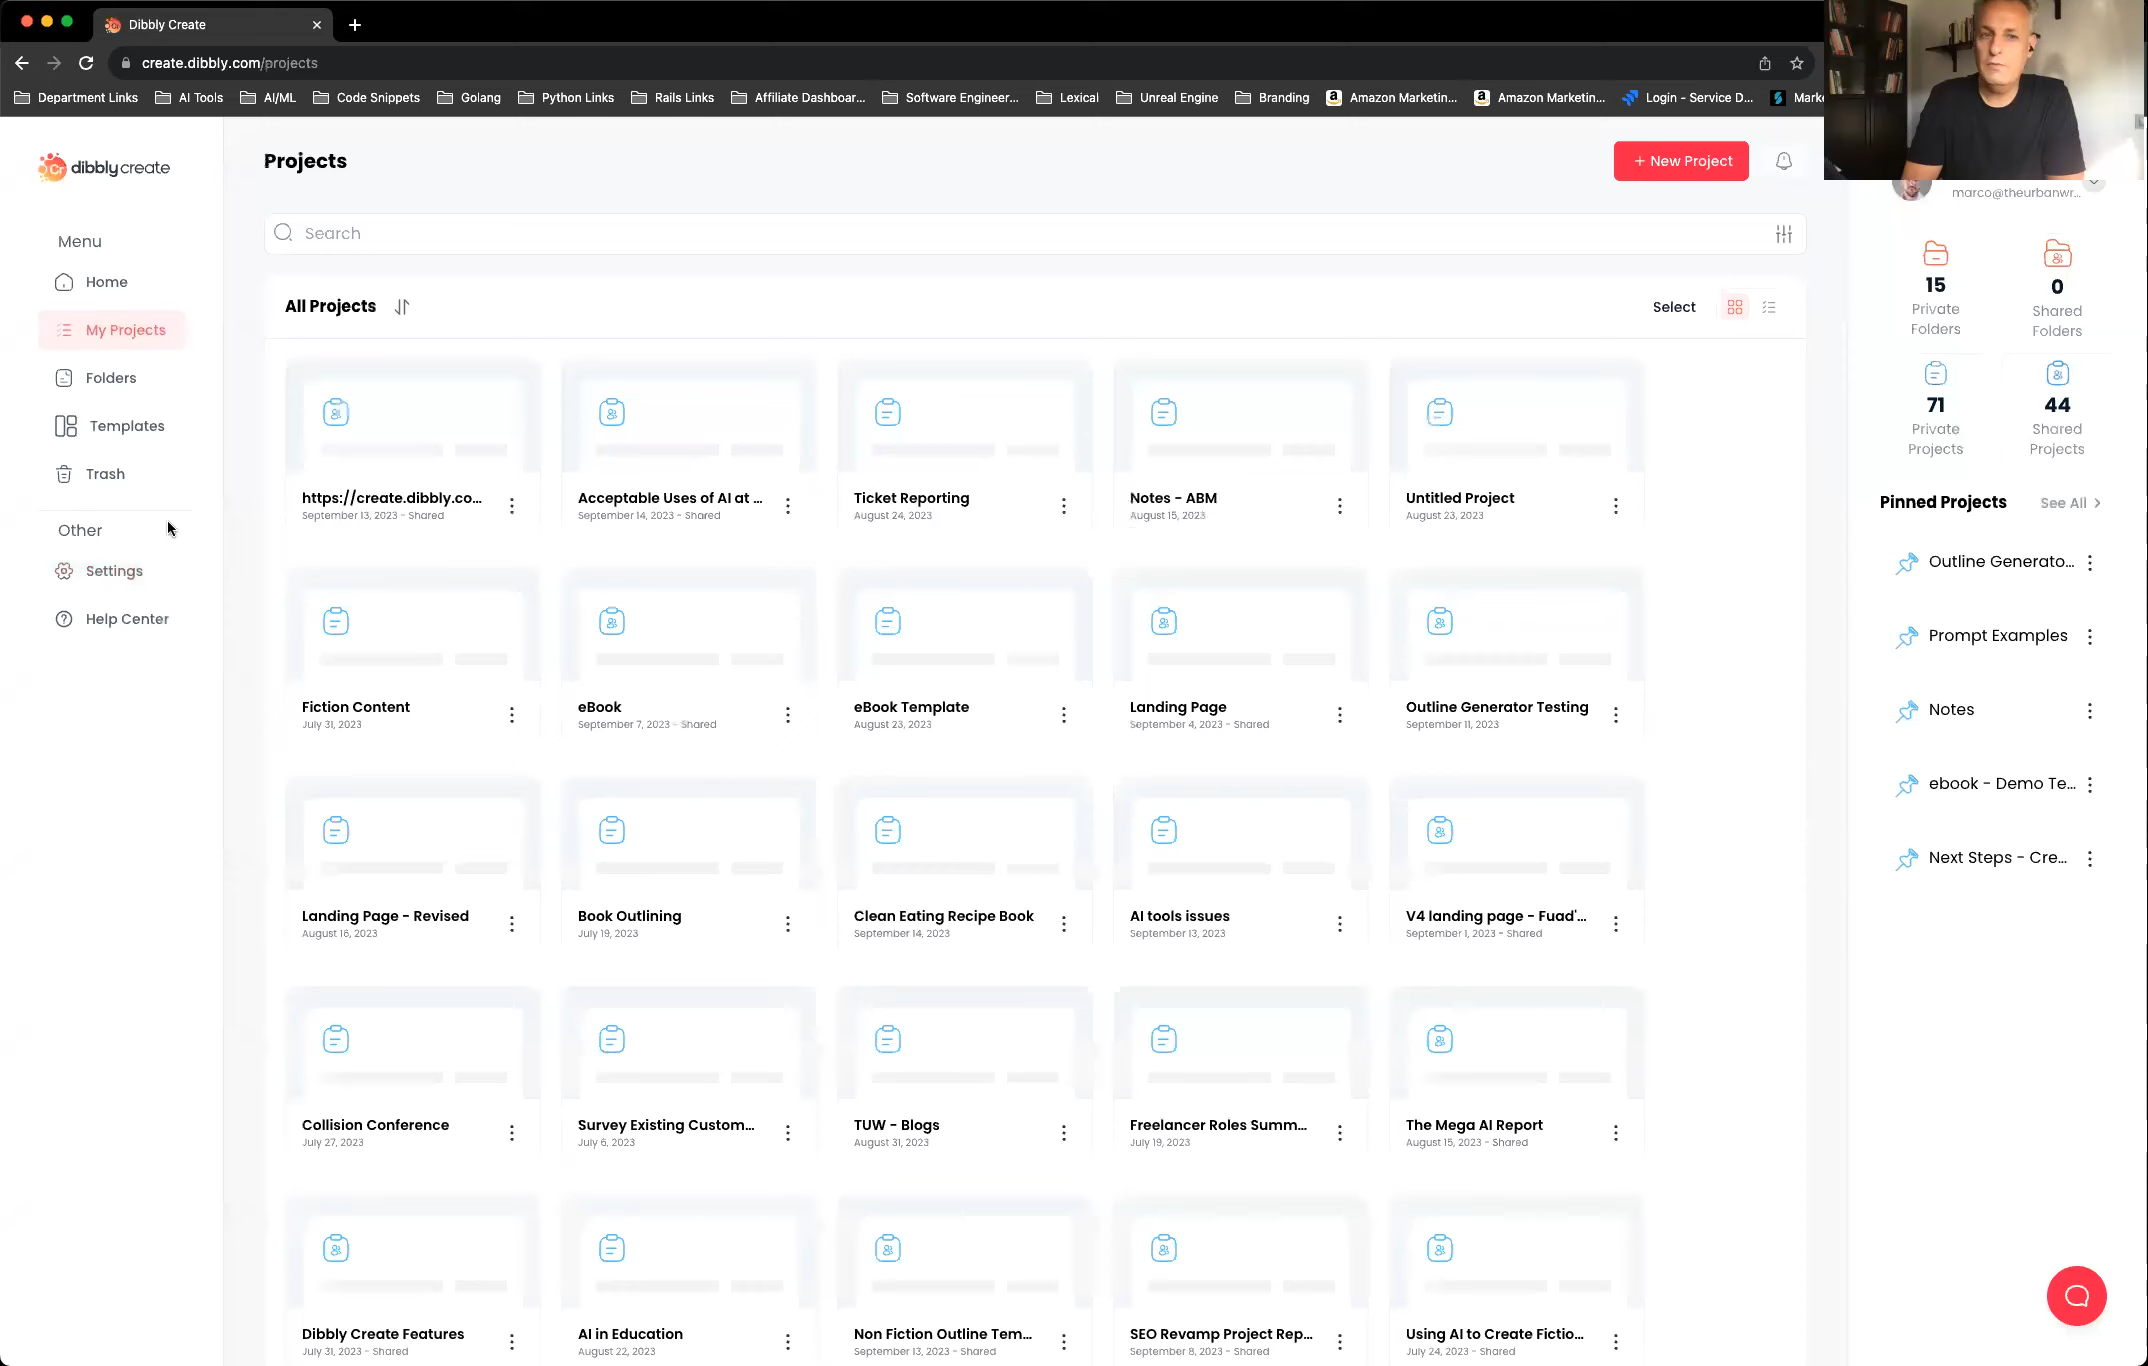 Dibbly Create
create.dibbly.com/projects
Department Links AI Tools AI/ML Code Snippets Golang Python Links Rails Links Affiliate Dashboar... Software Engineer... Lexical Unreal Engine Branding Amazon Marketin... Amazon Marketin... Login - Service D... Marke
dibblycreate
Menu
Home
My Projects
Folders
Templates
Trash
Other
Settings
Help Center
Projects
+ New Project
Search
All Projects
Select
https://create.dibbly.co...
September 13, 2023 - Shared
Acceptable Uses of AI at ...
September 14, 2023 - Shared
Ticket Reporting
August 24, 2023
Notes - ABM
August 15, 2023
Untitled Project
August 23, 2023
Fiction Content
July 31, 2023
eBook
September 7, 2023 - Shared
eBook Template
August 23, 2023
Landing Page
September 4, 2023 - Shared
Outline Generator Testing
September 11, 2023
Landing Page - Revised
August 16, 2023
Book Outlining
July 19, 2023
Clean Eating Recipe Book
September 14, 2023
AI tools issues
September 13, 2023
V4 landing page - Fuad'...
September 1, 2023 - Shared
Collision Conference
July 27, 2023
Survey Existing Custom...
July 6, 2023
TUW - Blogs
August 31, 2023
Freelancer Roles Summ...
July 19, 2023
The Mega AI Report
August 15, 2023 - Shared
Dibbly Create Features
July 31, 2023 - Shared
AI in Education
August 22, 2023
Non Fiction Outline Tem...
September 13, 2023 - Shared
SEO Revamp Project Rep...
September 8, 2023 - Shared
Using AI to Create Fictio...
July 24, 2023 - Shared
marco@theurbanwr...
15
Private
Folders
0
Shared
Folders
71
Private
Projects
44
Shared
Projects
Pinned Projects
See All >
Outline Generato...
Prompt Examples
Notes
ebook - Demo Te...
Next Steps - Cre...